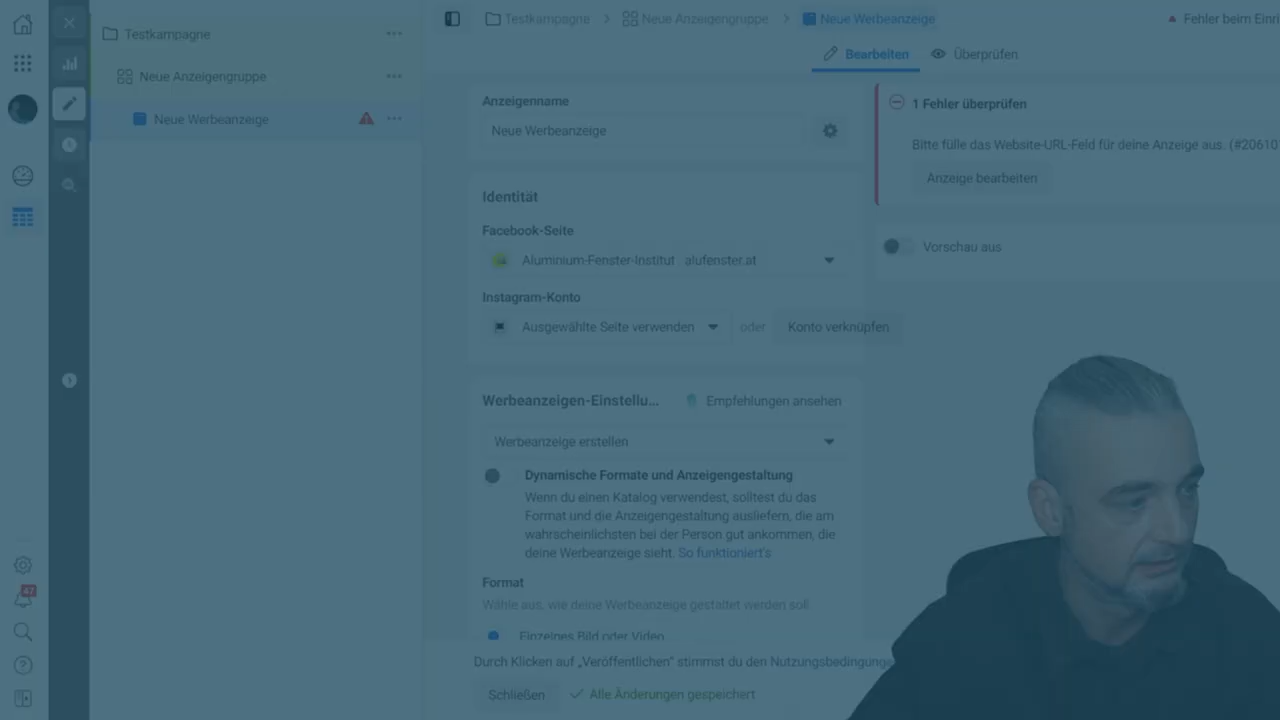 Testkampagne
Neue Anzeigengruppe
Neue Werbeanzeige
47
Testkampagne > Neue Anzeigengruppe > Neue Werbeanzeige
Fehler beim Einri
Bearbeiten
Überprüfen
Anzeigenname
Neue Werbeanzeige
Identität
Facebook-Seite
Aluminium-Fenster-Institut alufenster.at
Instagram-Konto
Ausgewählte Seite verwenden
oder
Konto verknüpfen
Werbeanzeigen-Einstellu...
Empfehlungen ansehen
Werbeanzeige erstellen
Dynamische Formate und Anzeigengestaltung
Wenn du einen Katalog verwendest, solltest du das
Format und die Anzeigengestaltung ausliefern, die am
wahrscheinlichsten bei der Person gut ankommen, die
deine Werbeanzeige sieht. So funktioniert's
Format
Wähle aus, wie deine Werbeanzeige gestaltet werden soll
Einzelnes Bild oder Video
Durch Klicken auf „Veröffentlichen" stimmst du den Nutzungsbedingunge
Schließen
Alle Änderungen gespeichert
1 Fehler überprüfen
Bitte fülle das Website-URL-Feld für deine Anzeige aus. (#20610
Anzeige bearbeiten
Vorschau aus